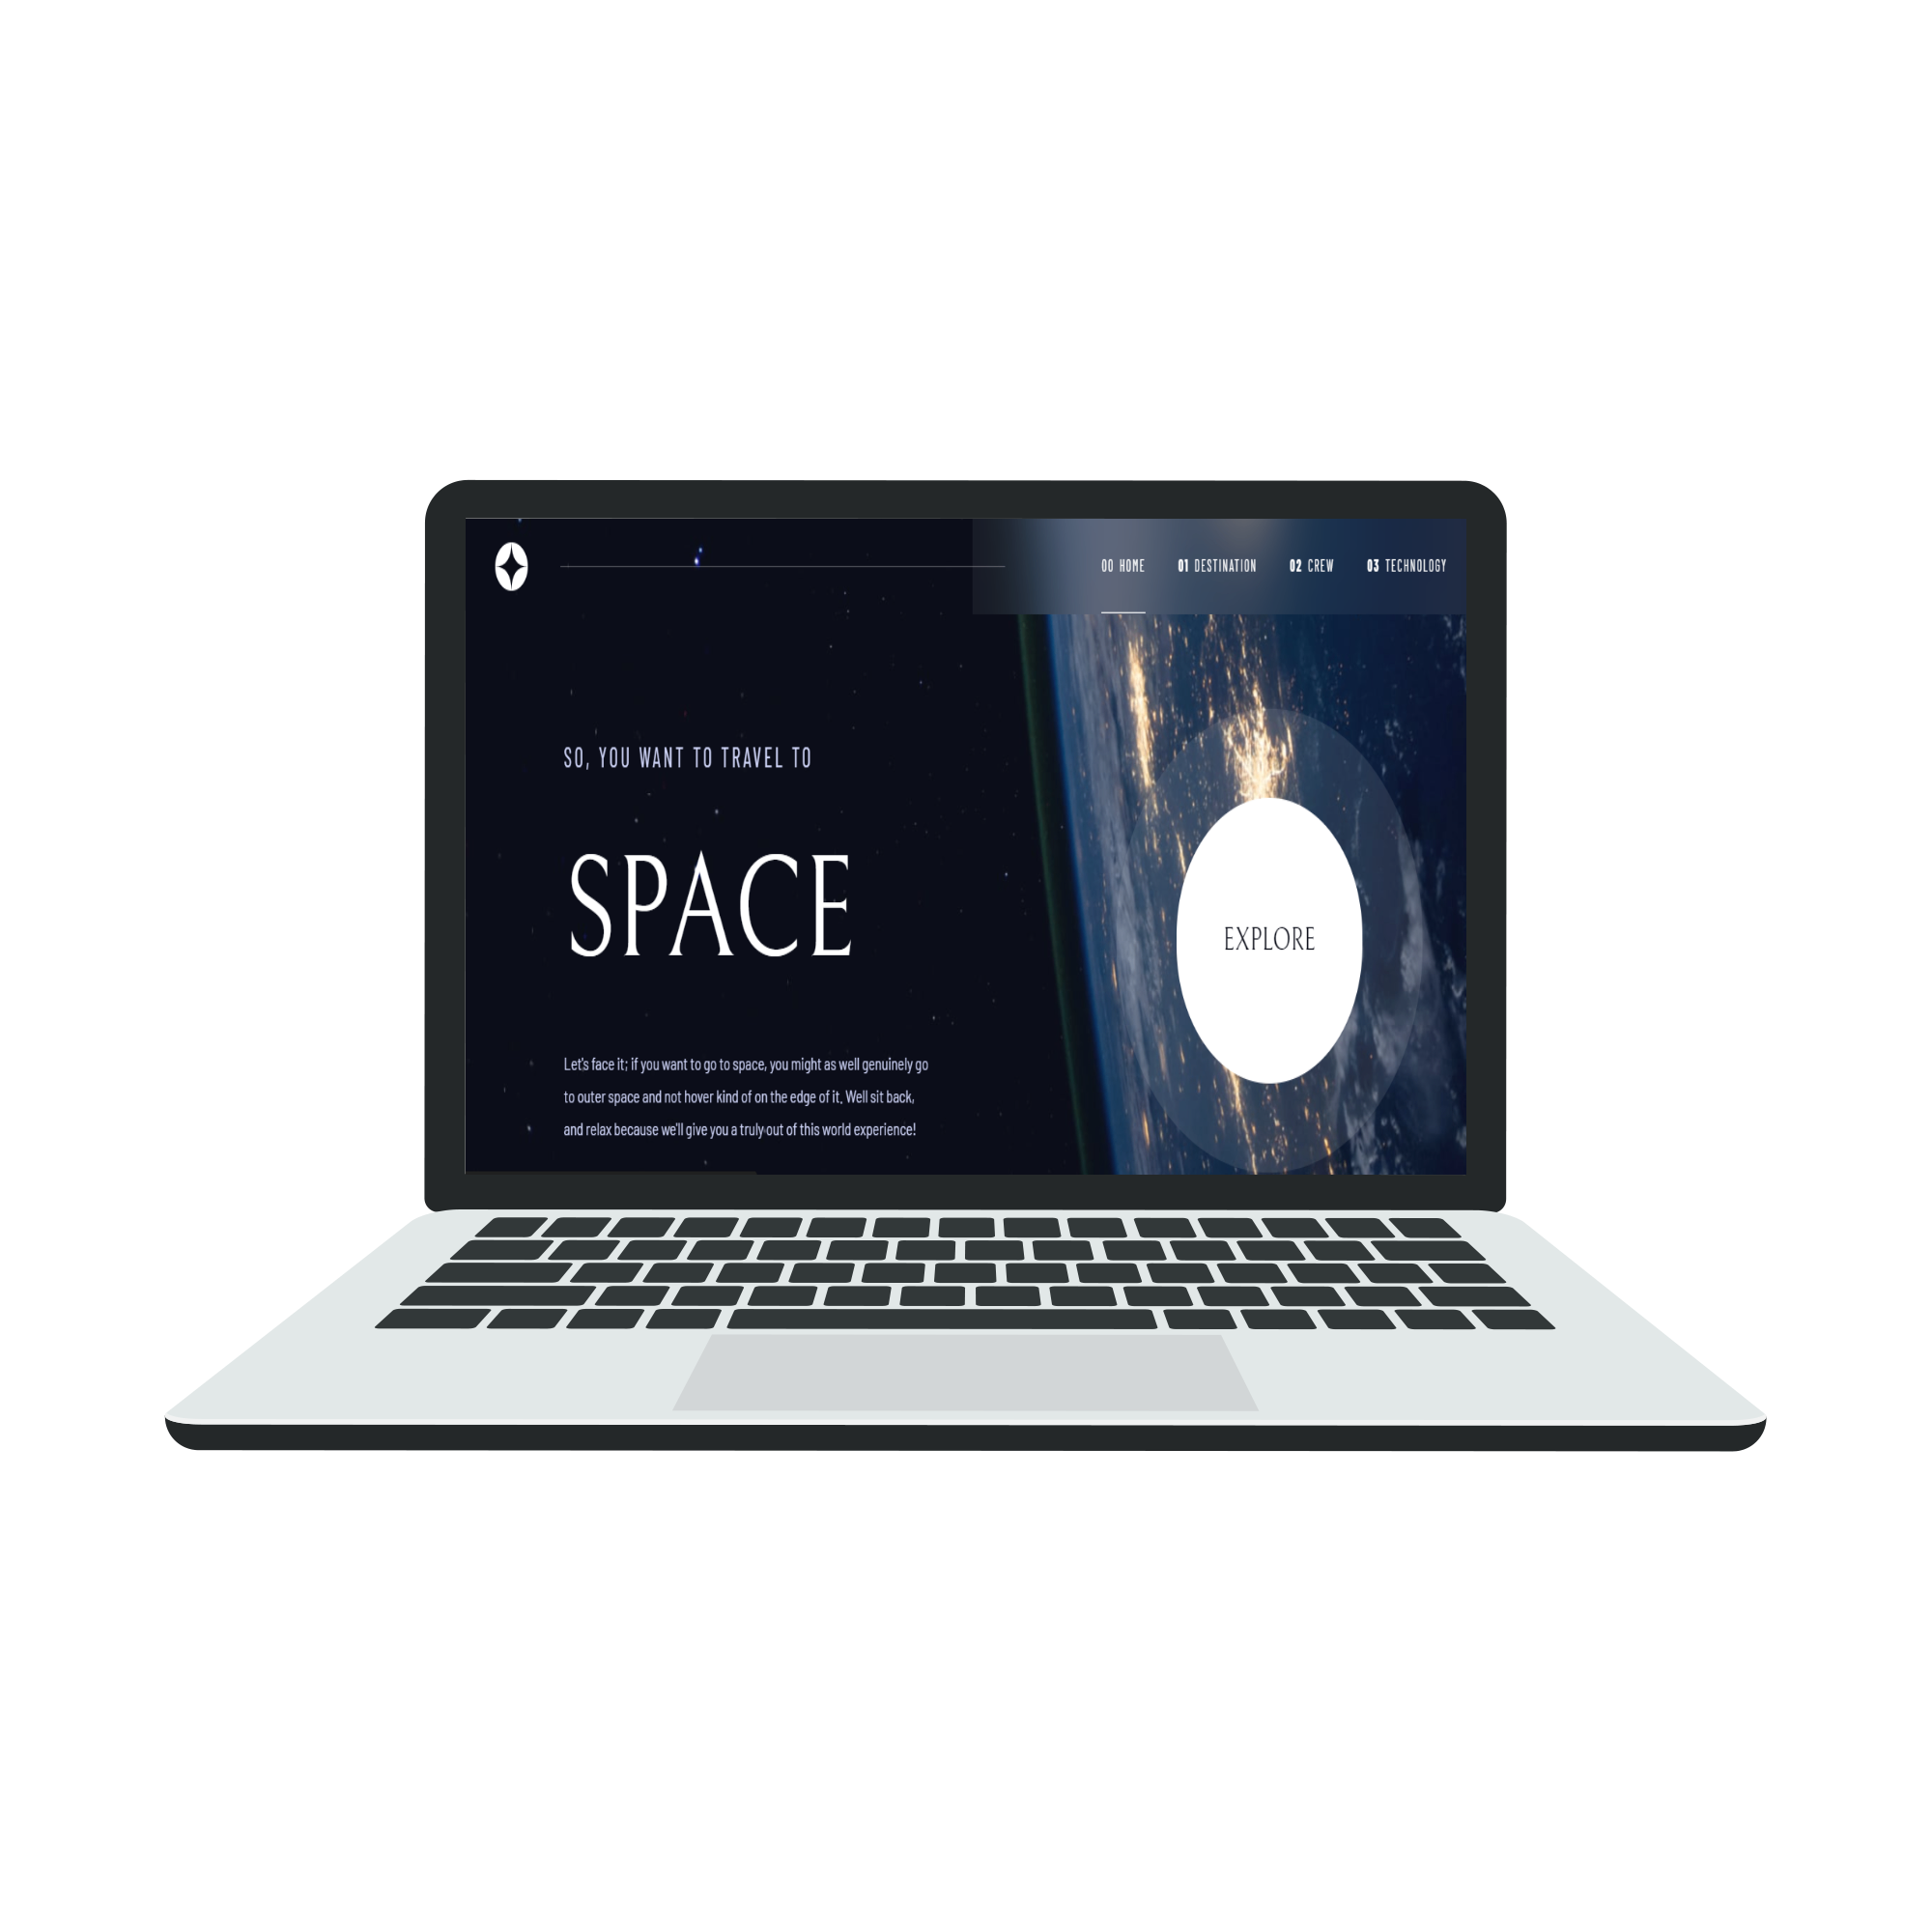 00 HOME 01 DESTINATION 02 CREW 03 TECHNOLOGY
SO, YOU WANT TO TRAVEL TO
SPACE
EXPLORE
Let's face it; if you want to go to space, you might as well genuinely go
to outer space and not hover kind of on the edge of it. Well sit back,
and relax because we'll give you a truly out of this world experience!